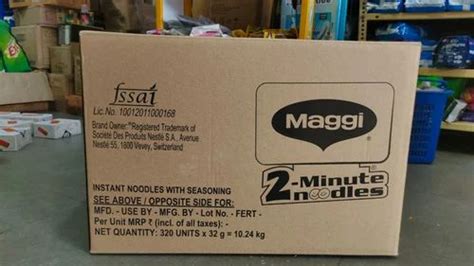 fssai
Lic. No. 10012011000168
Brand Owner: "Registered Trademark of
Société Des Produits Nestlé S.A., Avenue
Nestlé 55, 1800 Vevey, Switzerland
Maggi
2-Minute
noodles
INSTANT NOODLES WITH SEASONING
SEE ABOVE / OPPOSITE SIDE FOR:
MFD. - USE BY - MFG. BY - Lot No. - FERT -
Per Unit MRP ₹ (incl. of all taxes): -
NET QUANTITY: 320 UNITS x 32 g = 10.24 kg